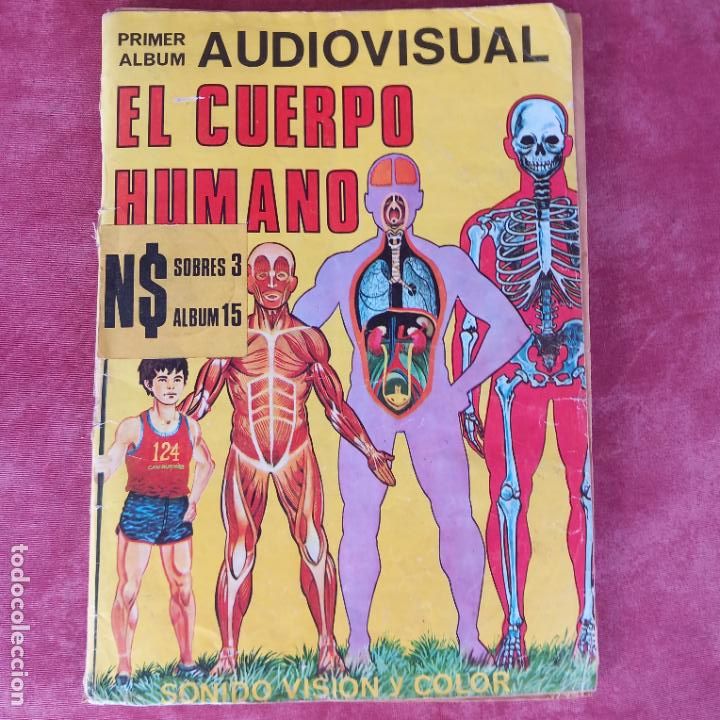 PRIMER
ALBUM
AUDIOVISUAL
EL CUERPO
HUMANO
N$
SOBRES 3
ALBUM 15
124
SONIDO VISION y COLOR
todocoleccion